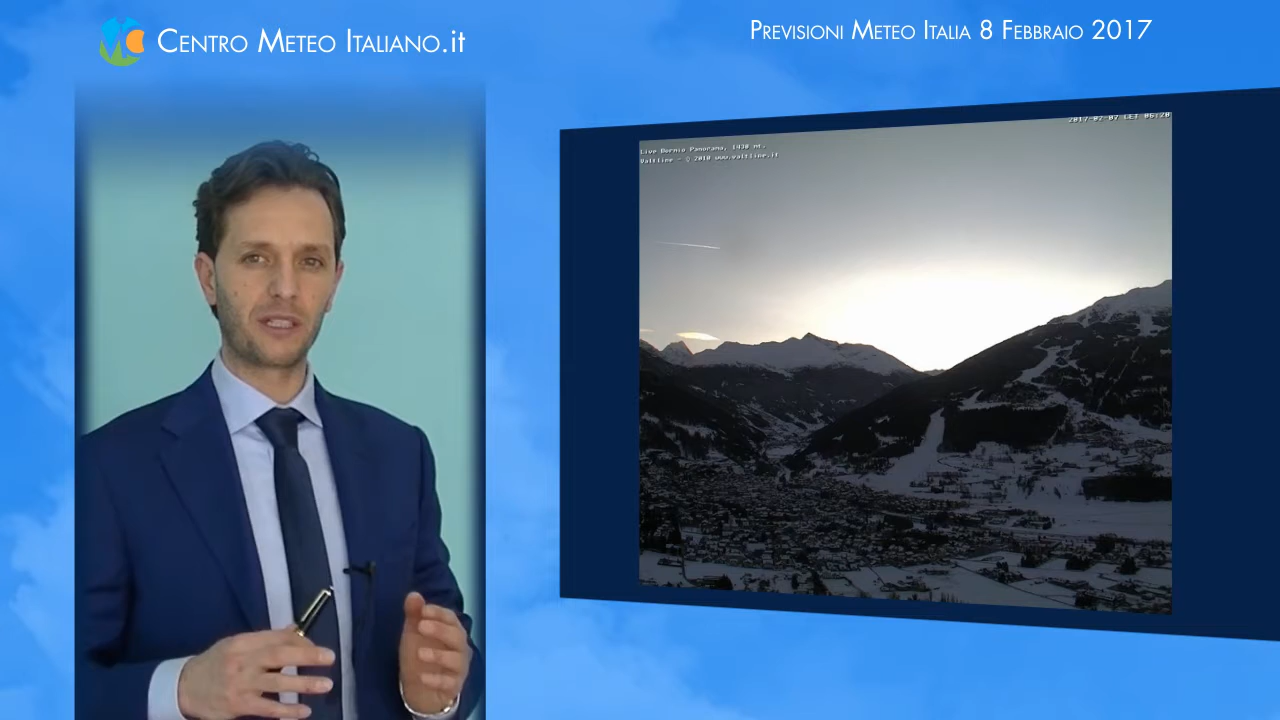 Centro Meteo Italiano.it
Previsioni Meteo Italia 8 Febbraio 2017
2017-02-07 CET 06:20
Live Bormio Panorama, 1430 mt.
Valtline - © 2010 www.valtline.it